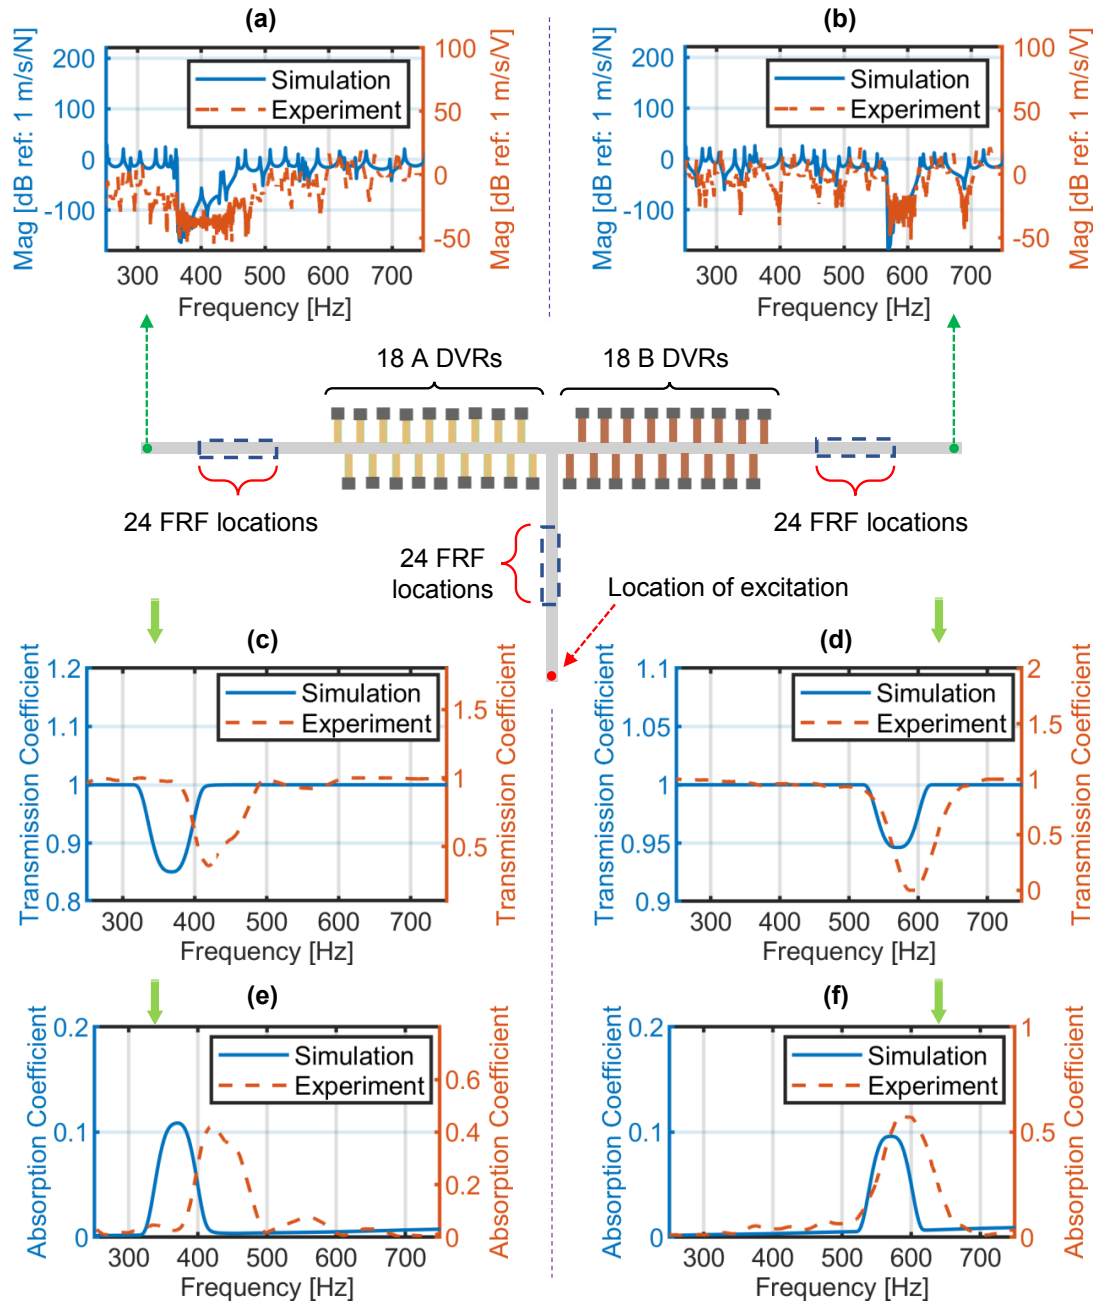 (a)
(b)
Mag [dB ref: 1 m/s/N]
200
100
0
-100
Simulation
Experiment
100
50
0
-50
Mag [dB ref: 1 m/s/V]
300 400 500 600 700
Frequency [Hz]
Mag [dB ref: 1 m/s/N]
200
100
0
-100
Simulation
Experiment
100
50
0
-50
Mag [dB ref: 1 m/s/V]
300 400 500 600 700
Frequency [Hz]
18 A DVRs
18 B DVRs
24 FRF locations
24 FRF locations
24 FRF
locations
Location of excitation
(c)
Transmission Coefficient
1.2
1.1
1
0.9
0.8
Simulation
Experiment
1.5
1
0.5
Transmission Coefficient
300 400 500 600 700
Frequency [Hz]
(d)
Transmission Coefficient
1.1
1.05
1
0.95
0.9
Simulation
Experiment
2
1.5
1
0.5
0
Transmission Coefficient
300 400 500 600 700
Frequency [Hz]
(e)
Absorption Coefficient
0.2
0.1
0
Simulation
Experiment
0.6
0.4
0.2
0
Absorption Coefficient
300 400 500 600 700
Frequency [Hz]
(f)
Absorption Coefficient
0.2
0.1
0
Simulation
Experiment
1
0.5
0
Absorption Coefficient
300 400 500 600 700
Frequency [Hz]